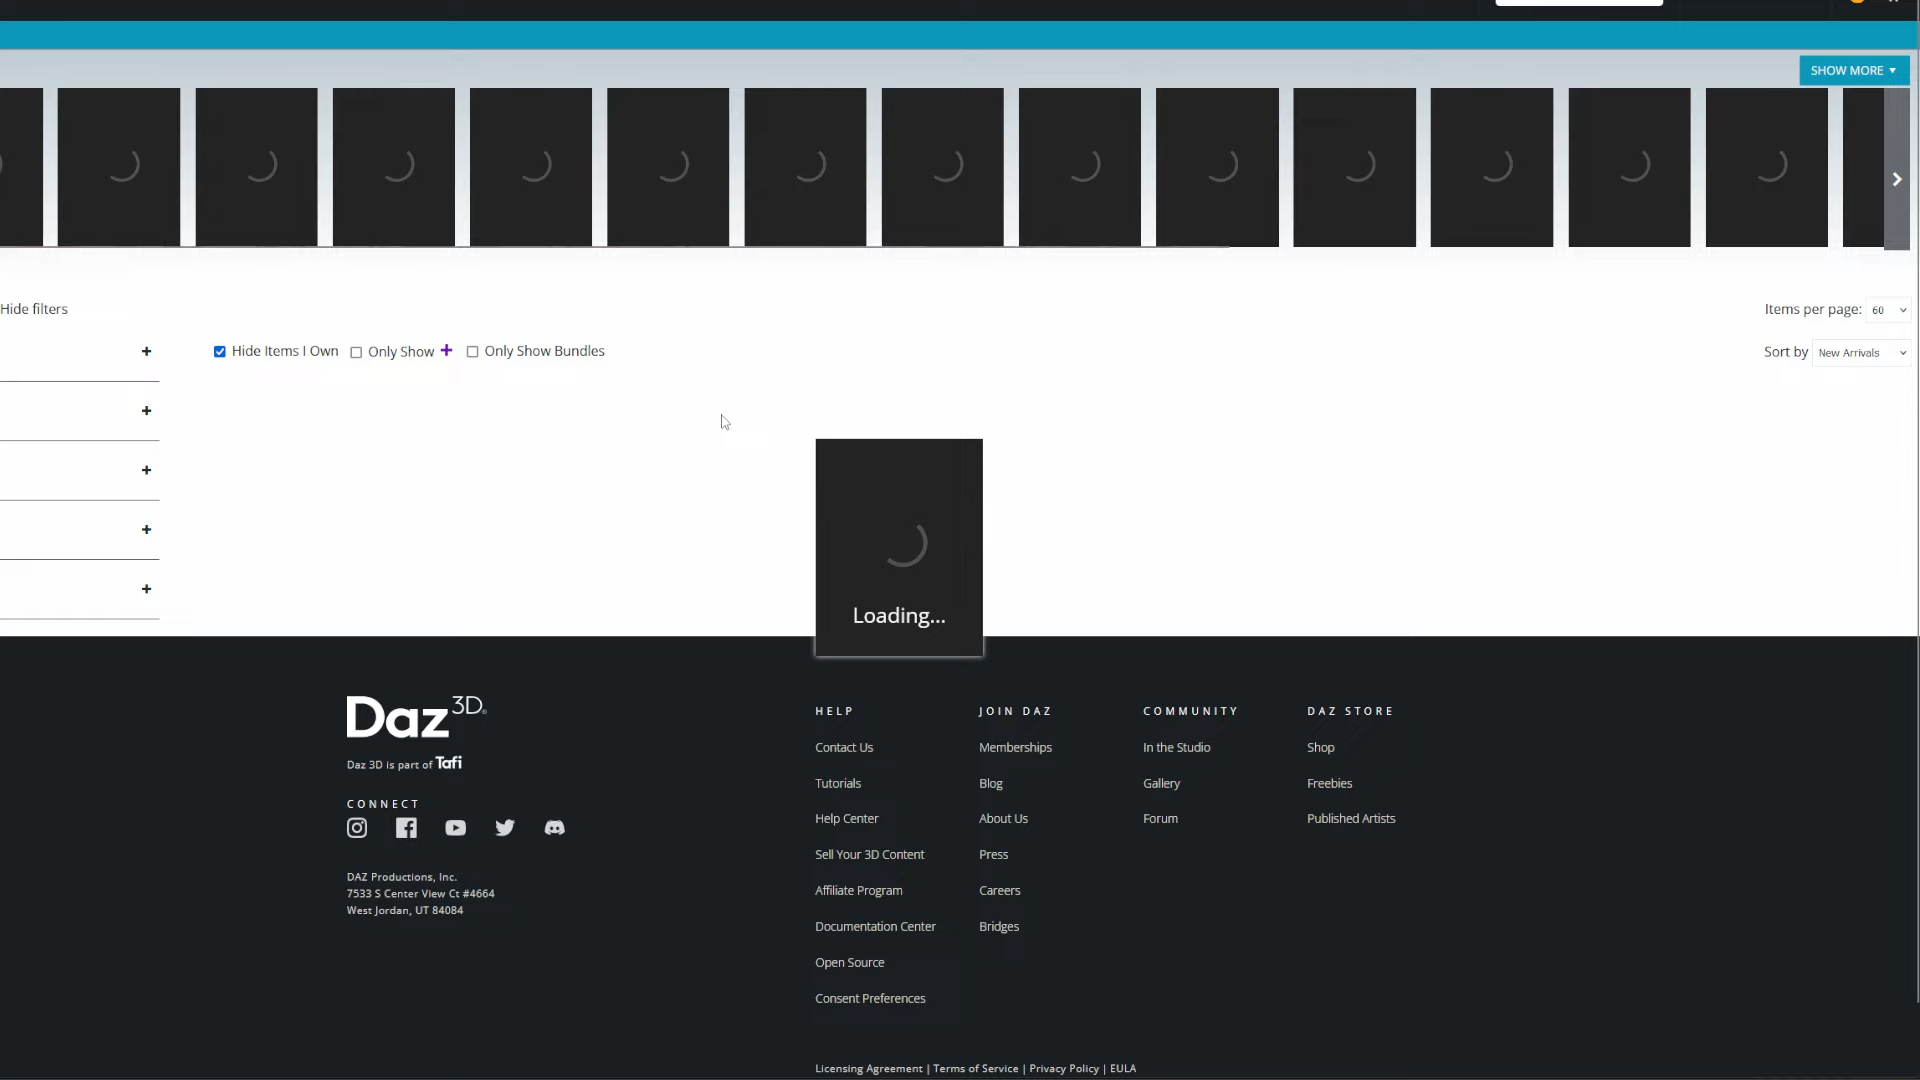 SHOW MORE
Hide filters
Items per page: 60
Hide Items I Own Only Show + Only Show Bundles
Sort by New Arrivals
Loading...
Daz 3D
Daz 3D is part of Tafi
CONNECT
DAZ Productions, Inc.
7533 S Center View Ct #4664
West Jordan, UT 84084
HELP
Contact Us
Tutorials
Help Center
Sell Your 3D Content
Affiliate Program
Documentation Center
Open Source
Consent Preferences
JOIN DAZ
Memberships
Blog
About Us
Press
Careers
Bridges
COMMUNITY
In the Studio
Gallery
Forum
DAZ STORE
Shop
Freebies
Published Artists
Licensing Agreement | Terms of Service | Privacy Policy | EULA